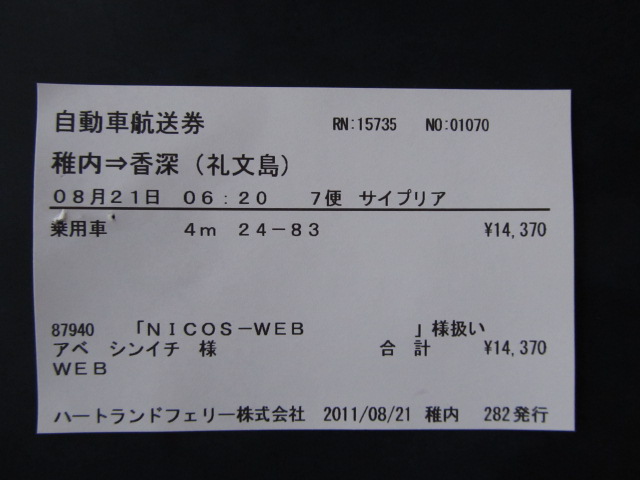 自動車航送券 RN:15735 NO:01070
稚内⇒香深（礼文島）
０８月２１日 ０６：２０ ７便 サイプリア
乗用車 ４ｍ ２４－８３ ¥14,370
87940 「ＮＩＣＯＳ－ＷＥＢ 」様扱い
アベ シンイチ 様 合 計 ¥14,370
ＷＥＢ
ハートランドフェリー株式会社 2011/08/21 稚内 282発行